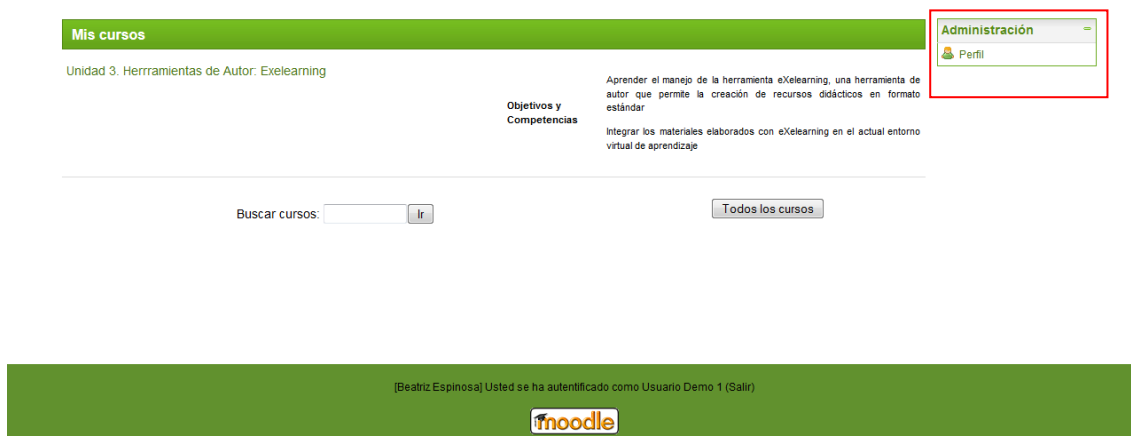 Mis cursos
Administración
Perfil
Unidad 3. Herrramientas de Autor: Exelearning
Objetivos y
Competencias
Aprender el manejo de la herramienta eXelearning, una herramienta de
autor que permite la creación de recursos didácticos en formato
estándar
Integrar los materiales elaborados con eXelearning en el actual entorno
virtual de aprendizaje
Buscar cursos:
Ir
Todos los cursos
[Beatriz Espinosa] Usted se ha autentificado como Usuario Demo 1 (Salir)
moodle